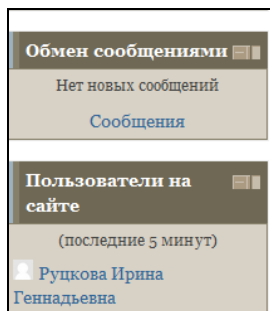 Обмен сообщениями
Нет новых сообщений
Сообщения
Пользователи на
сайте
(последние 5 минут)
Руцкова Ирина
Геннадьевна